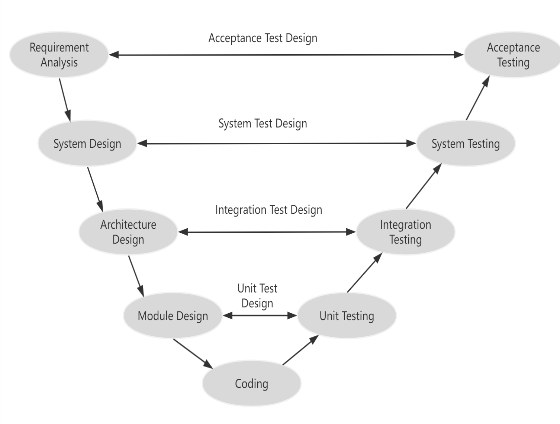 Acceptance Test Design
Requirement
Analysis
Acceptance
Testing
System Test Design
System Design
System Testing
Integration Test Design
Architecture
Design
Integration
Testing
Unit Test
Design
Module Design
Unit Testing
Coding